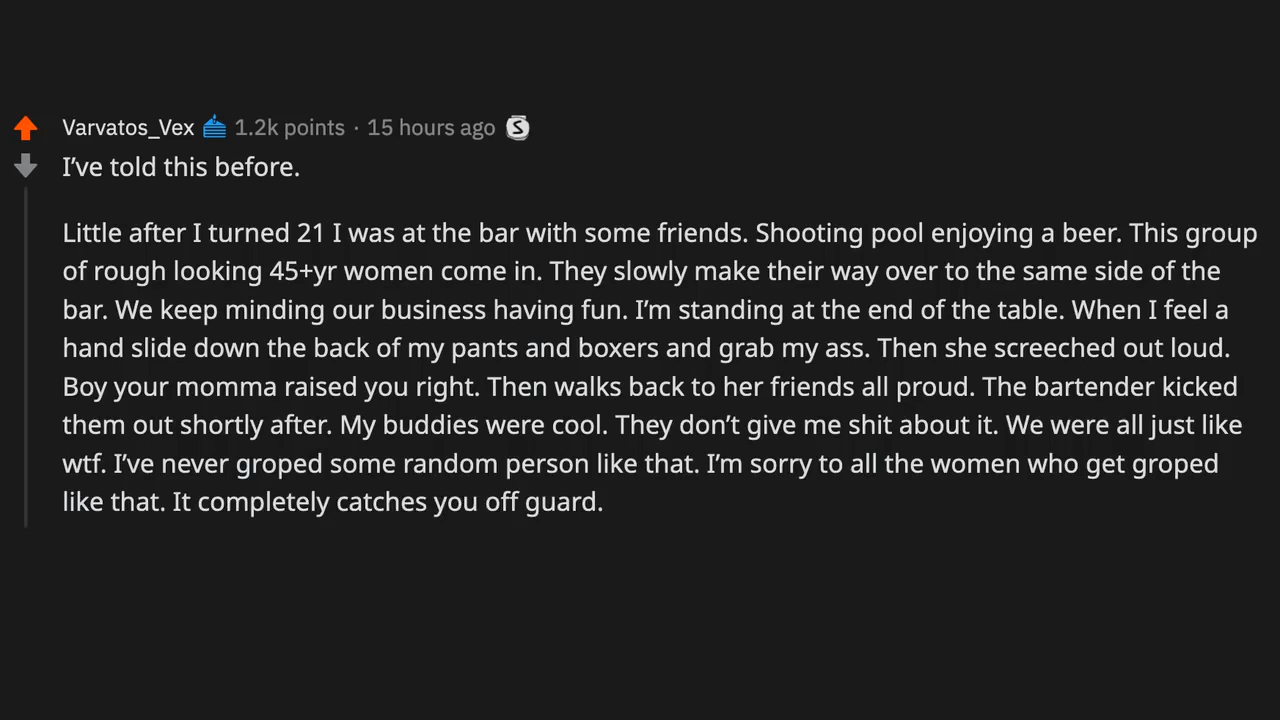 Varvatos_Vex 1.2k points · 15 hours ago S
I’ve told this before.
Little after I turned 21 I was at the bar with some friends. Shooting pool enjoying a beer. This group
of rough looking 45+yr women come in. They slowly make their way over to the same side of the
bar. We keep minding our business having fun. I’m standing at the end of the table. When I feel a
hand slide down the back of my pants and boxers and grab my ass. Then she screeched out loud.
Boy your momma raised you right. Then walks back to her friends all proud. The bartender kicked
them out shortly after. My buddies were cool. They don’t give me shit about it. We were all just like
wtf. I’ve never groped some random person like that. I’m sorry to all the women who get groped
like that. It completely catches you off guard.